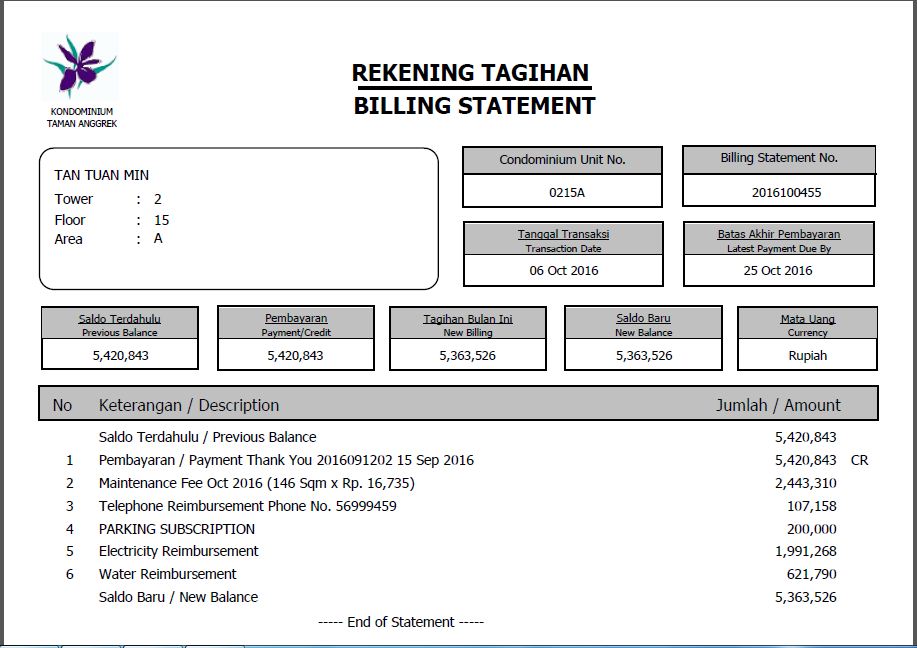 KONDOMINIUM
TAMAN ANGGREK
REKENING TAGIHAN
BILLING STATEMENT
TAN TUAN MIN
Tower : 2
Floor : 15
Area : A
Condominium Unit No.
0215A
Billing Statement No.
2016100455
Tanggal Transaksi
Transaction Date
06 Oct 2016
Batas Akhir Pembayaran
Latest Payment Due By
25 Oct 2016
Saldo Terdahulu
Previous Balance
5,420,843
Pembayaran
Payment/Credit
5,420,843
Tagihan Bulan Ini
New Billing
5,363,526
Saldo Baru
New Balance
5,363,526
Mata Uang
Currency
Rupiah
No Keterangan / Description Jumlah / Amount
Saldo Terdahulu / Previous Balance 5,420,843
1 Pembayaran / Payment Thank You 2016091202 15 Sep 2016 5,420,843 CR
2 Maintenance Fee Oct 2016 (146 Sqm x Rp. 16,735) 2,443,310
3 Telephone Reimbursement Phone No. 56999459 107,158
4 PARKING SUBSCRIPTION 200,000
5 Electricity Reimbursement 1,991,268
6 Water Reimbursement 621,790
Saldo Baru / New Balance 5,363,526
----- End of Statement -----